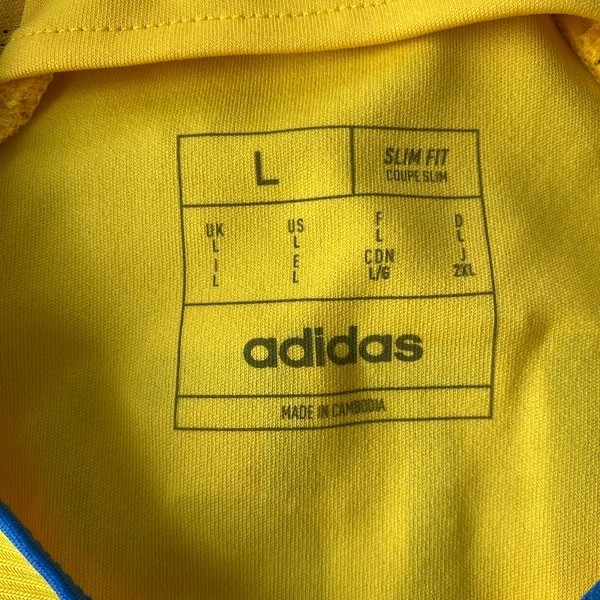 L
SLIM FIT
COUPE SLIM
UK US F D
L L L L
I E CDN J
L L L/G 2XL
adidas
MADE IN CAMBODIA